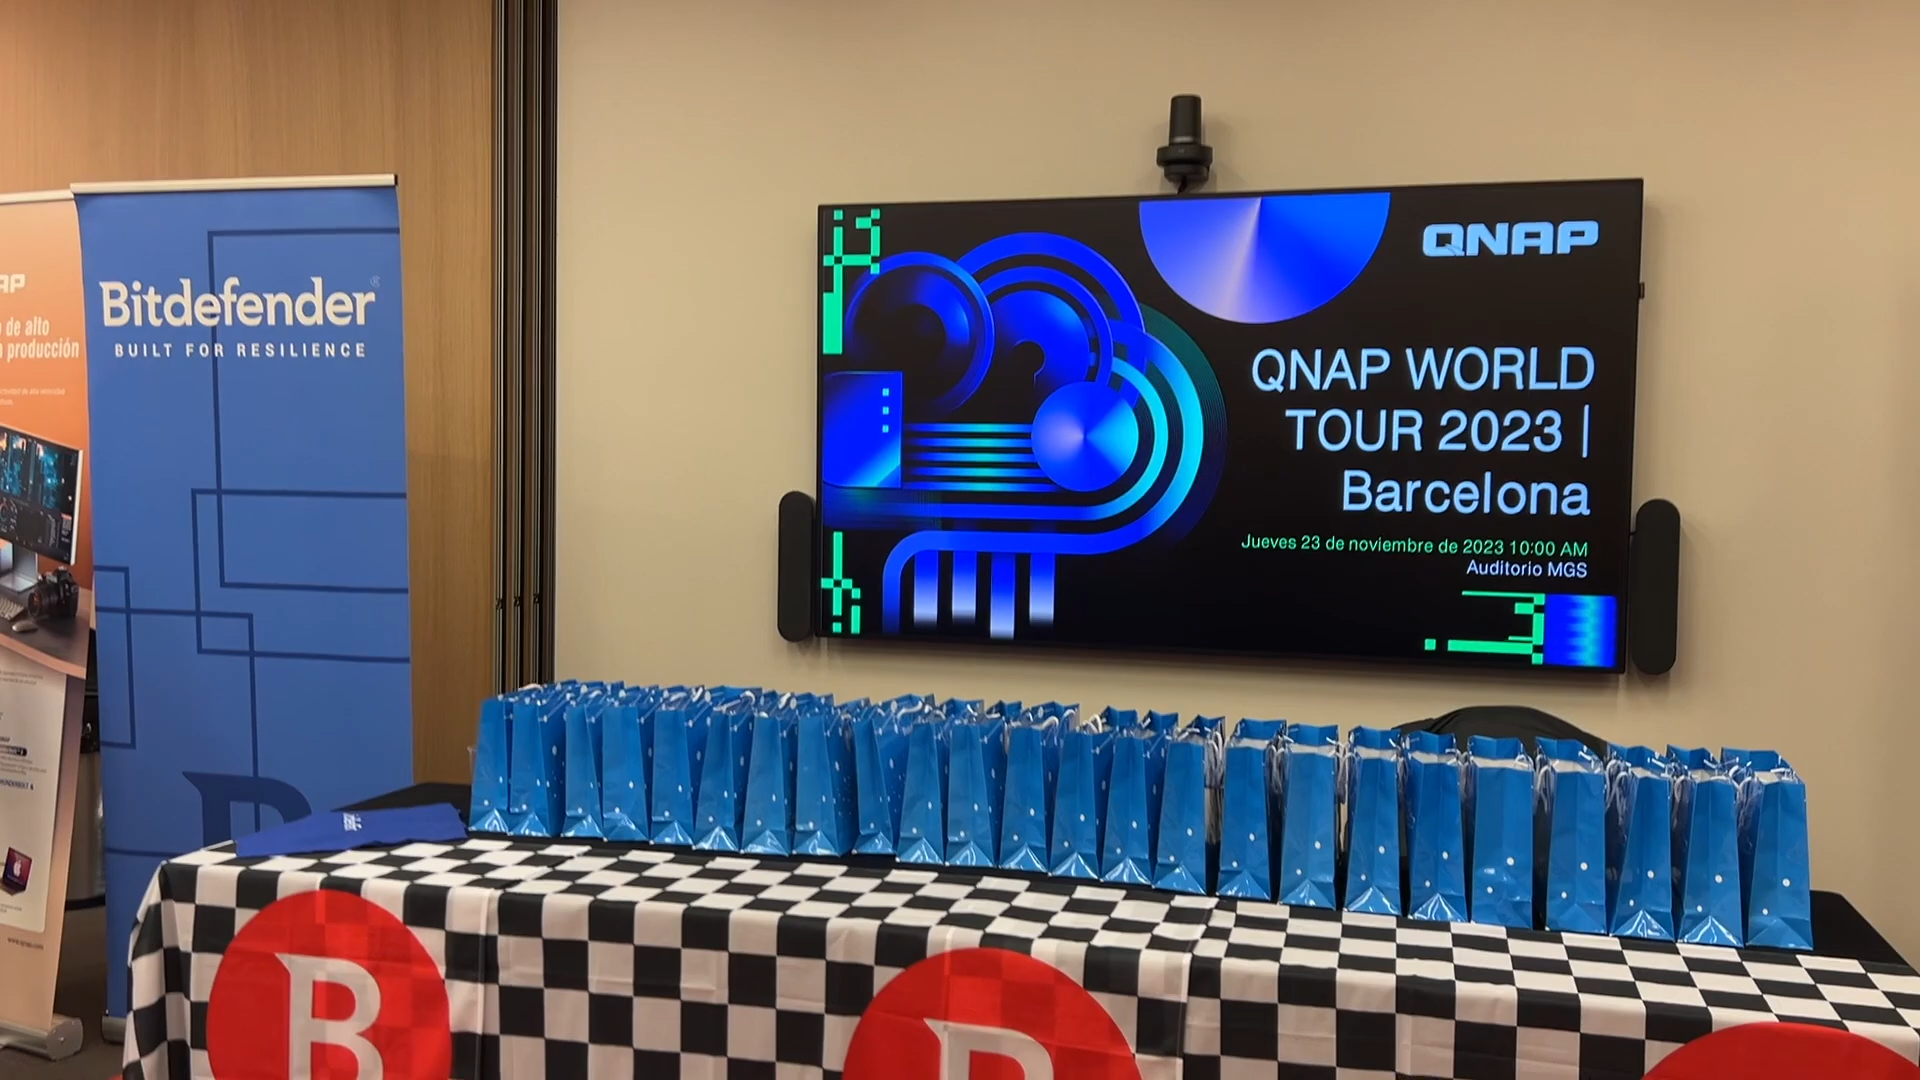 AP
de alto
producción
Bitdefender
BUILT FOR RESILIENCE
QNAP
QNAP WORLD
TOUR 2023 |
Barcelona
Jueves 23 de noviembre de 2023 10:00 AM
Auditorio MGS
B
B